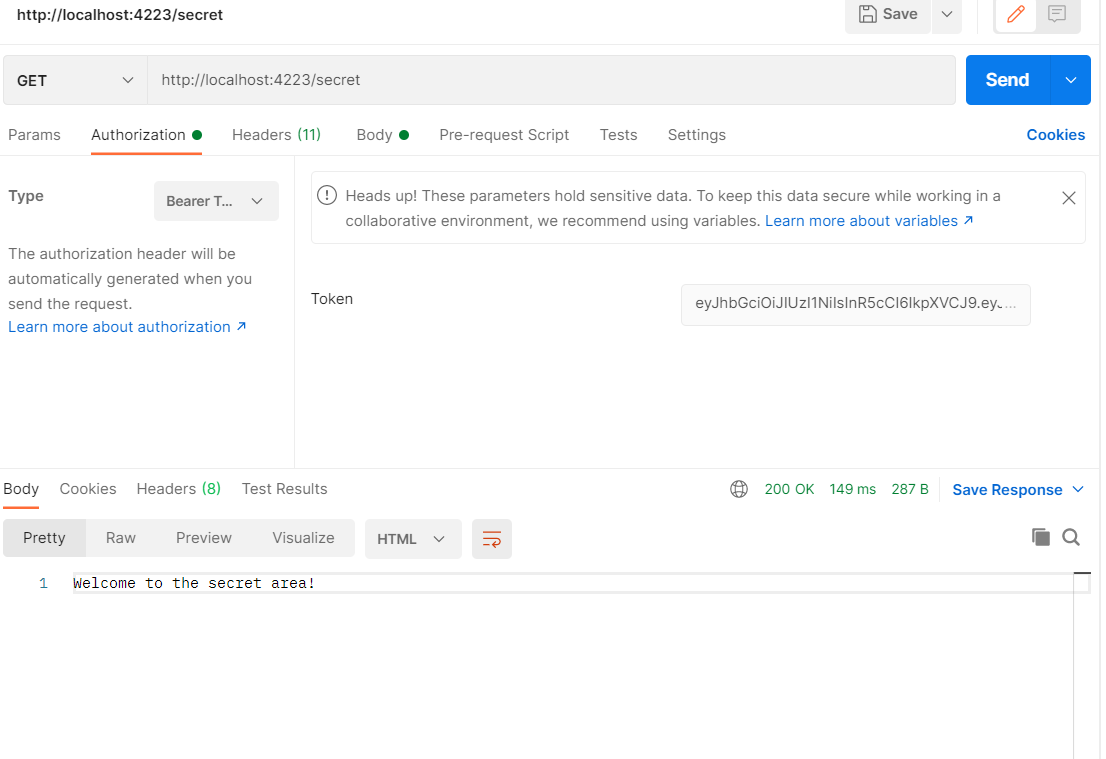 http://localhost:4223/secret
Save
GET
http://localhost:4223/secret
Send
Params Authorization Headers (11) Body Pre-request Script Tests Settings Cookies
Type
Bearer T...
Heads up! These parameters hold sensitive data. To keep this data secure while working in a
collaborative environment, we recommend using variables. Learn more about variables ↗
The authorization header will be
automatically generated when you
send the request.
Learn more about authorization ↗
Token
eyJhbGciOiJIUzI1NiIsInR5cCI6IkpXVCJ9.eyJ...
Body Cookies Headers (8) Test Results
200 OK 149 ms 287 B Save Response
Pretty Raw Preview Visualize HTML
1 Welcome to the secret area!